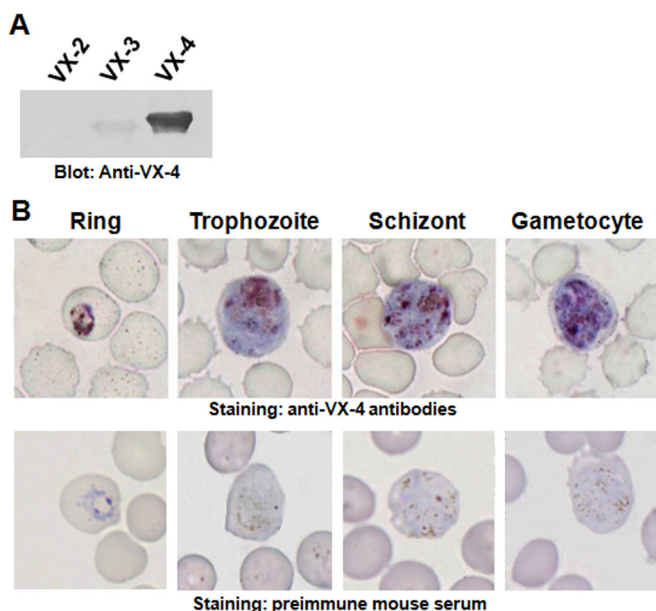 A
VX-2 VX-3 VX-4
Blot: Anti-VX-4
B
Ring Trophozoite Schizont Gametocyte
Staining: anti-VX-4 antibodies
Staining: preimmune mouse serum